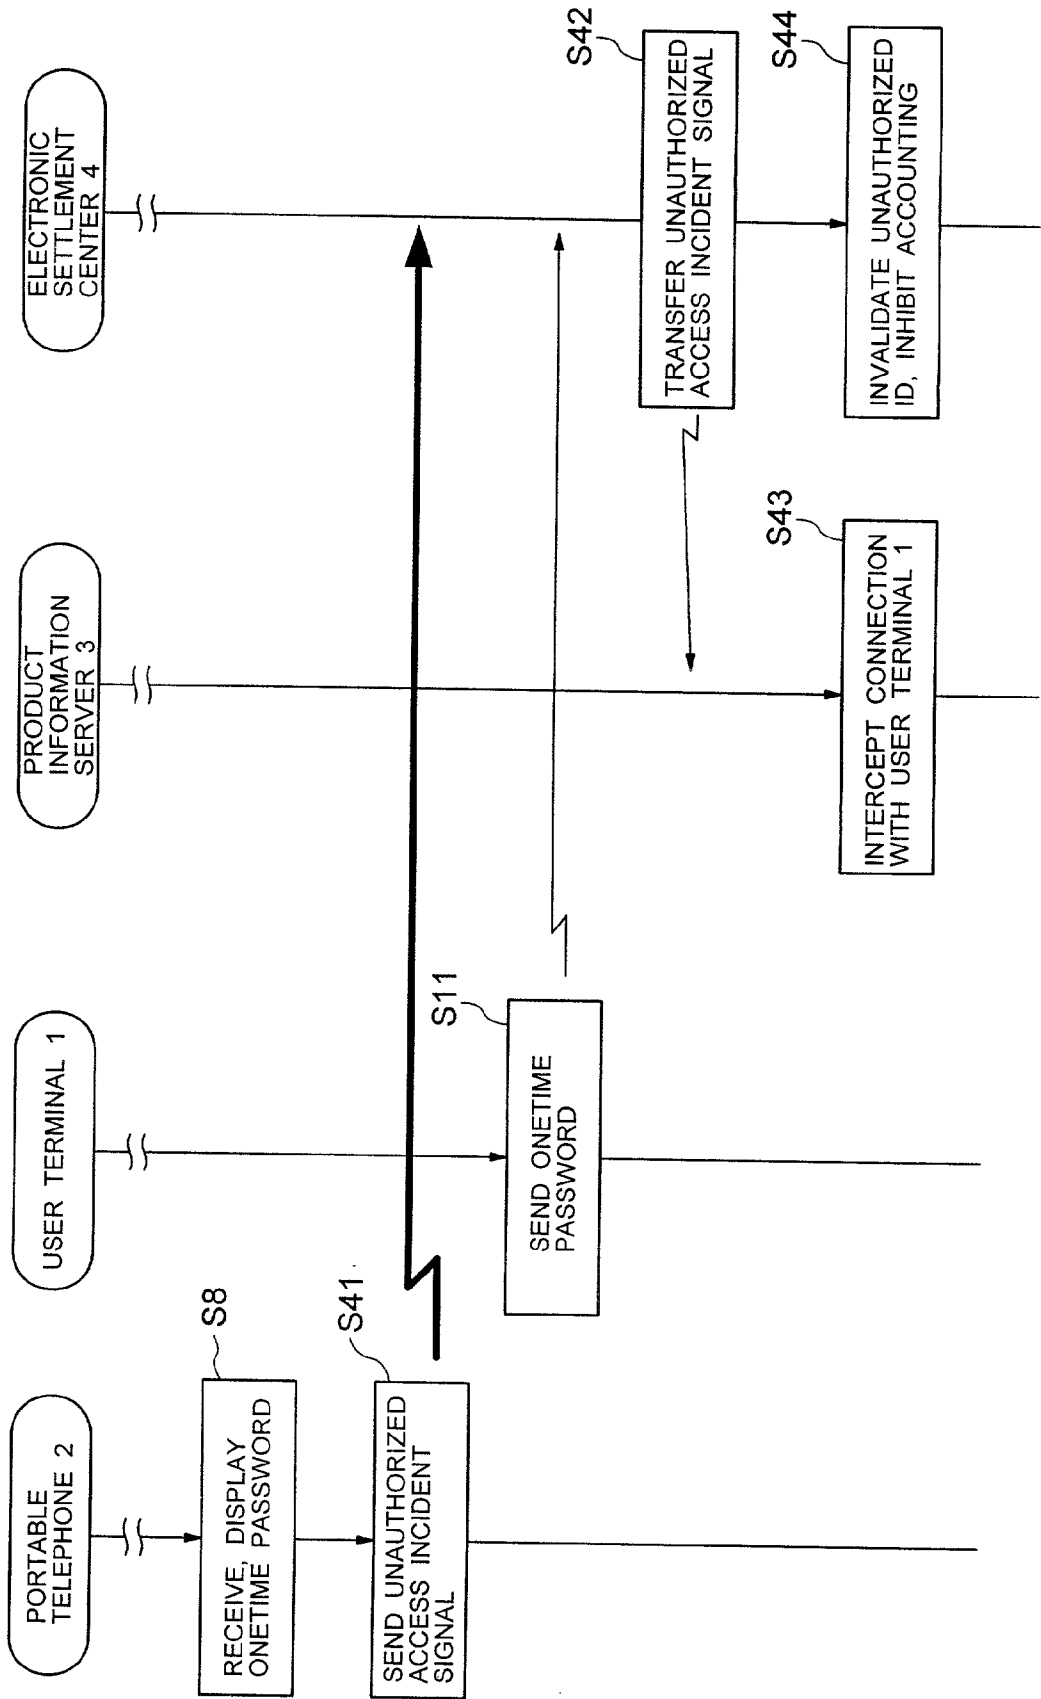 PORTABLE
TELEPHONE 2
USER TERMINAL 1
PRODUCT
INFORMATION
SERVER 3
ELECTRONIC
SETTLEMENT
CENTER 4
S8
RECEIVE, DISPLAY
ONETIME PASSWORD
S41
SEND UNAUTHORIZED
ACCESS INCIDENT
SIGNAL
S11
SEND ONETIME
PASSWORD
S42
TRANSFER UNAUTHORIZED
ACCESS INCIDENT SIGNAL
S43
INTERCEPT CONNECTION
WITH USER TERMINAL 1
S44
INVALIDATE UNAUTHORIZED
ID, INHIBIT ACCOUNTING